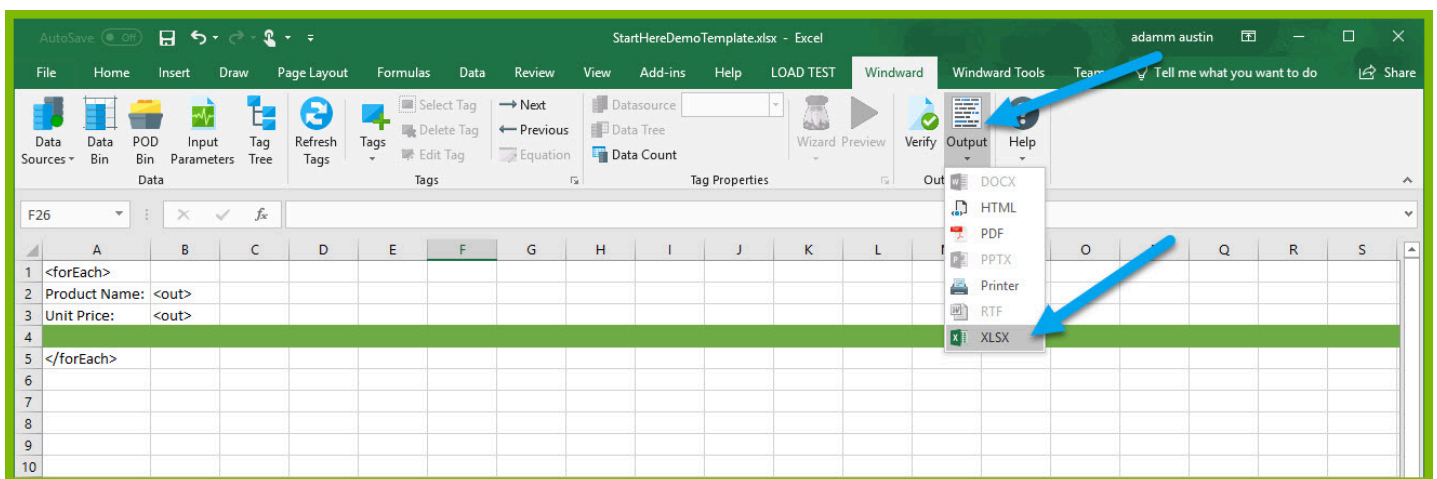 AutoSave Off StartHereDemoTemplate.xlsx - Excel adamm austin
File Home Insert Draw Page Layout Formulas Data Review View Add-ins Help LOAD TEST Windward Windward Tools Team Tell me what you want to do Share
Data Sources
Data Bin
POD Bin
Input Parameters
Tag Tree
Data
Refresh Tags
Tags
Select Tag
Delete Tag
Edit Tag
Next
Previous
Equation
Tags
Datasource
Data Tree
Data Count
Wizard
Preview
Tag Properties
Verify
Output
Help
Out
DOCX
HTML
PDF
PPTX
Printer
RTF
XLSX
F26 fx
A B C D E F G H I J K L O Q R S
1 <forEach>
2 Product Name: <out>
3 Unit Price: <out>
4
5 </forEach>
6
7
8
9
10